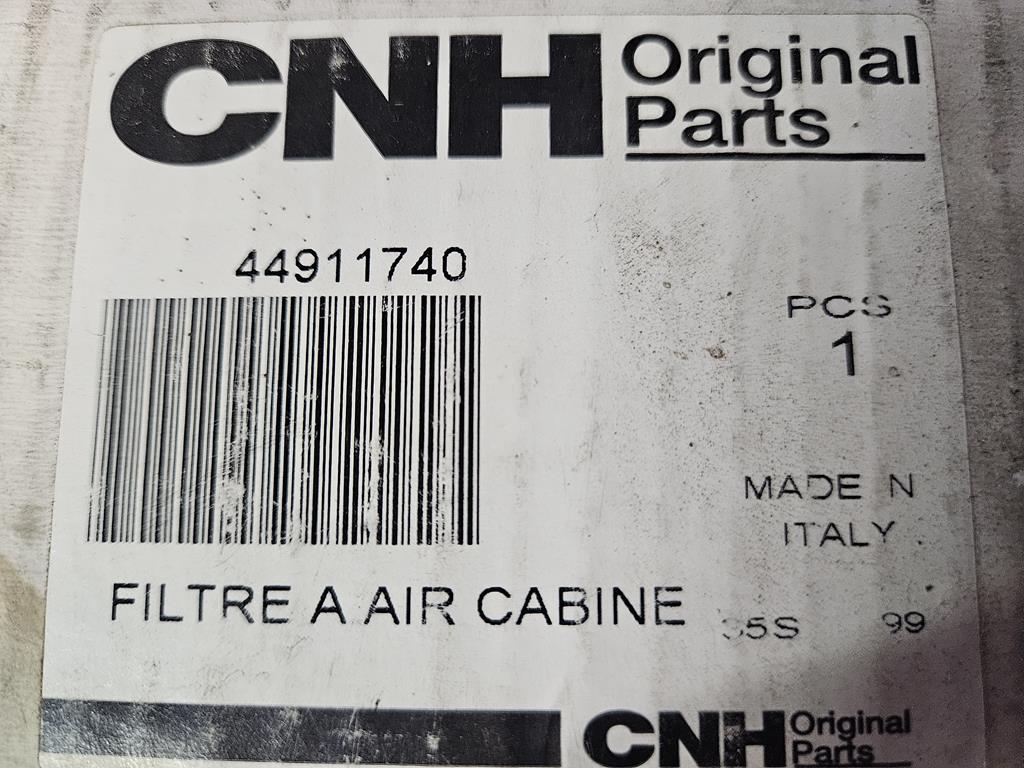 CNH Original
Parts
44911740
PCS
1
MADE N
ITALY
FILTRE A AIR CABINE
99
CNH Original
Parts